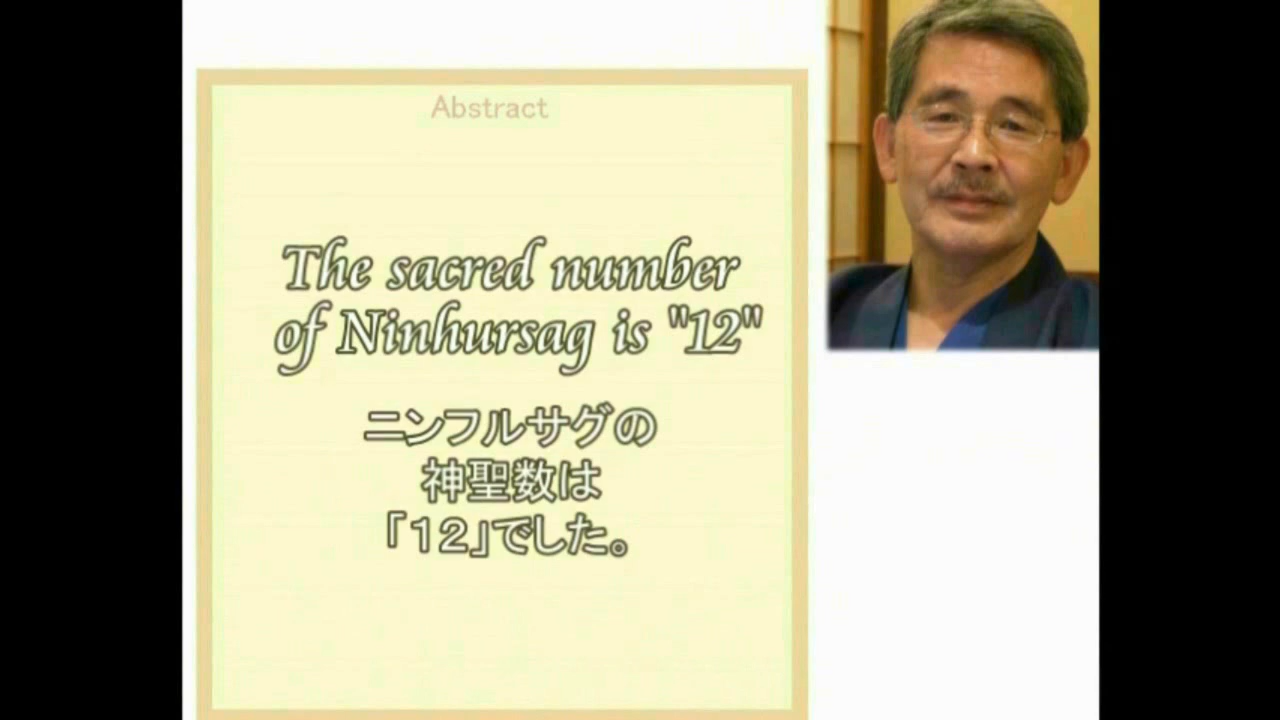 Abstract
The sacred number
of Ninhursag is "12"
ニンフルサグの
神聖数は
「１２」でした。